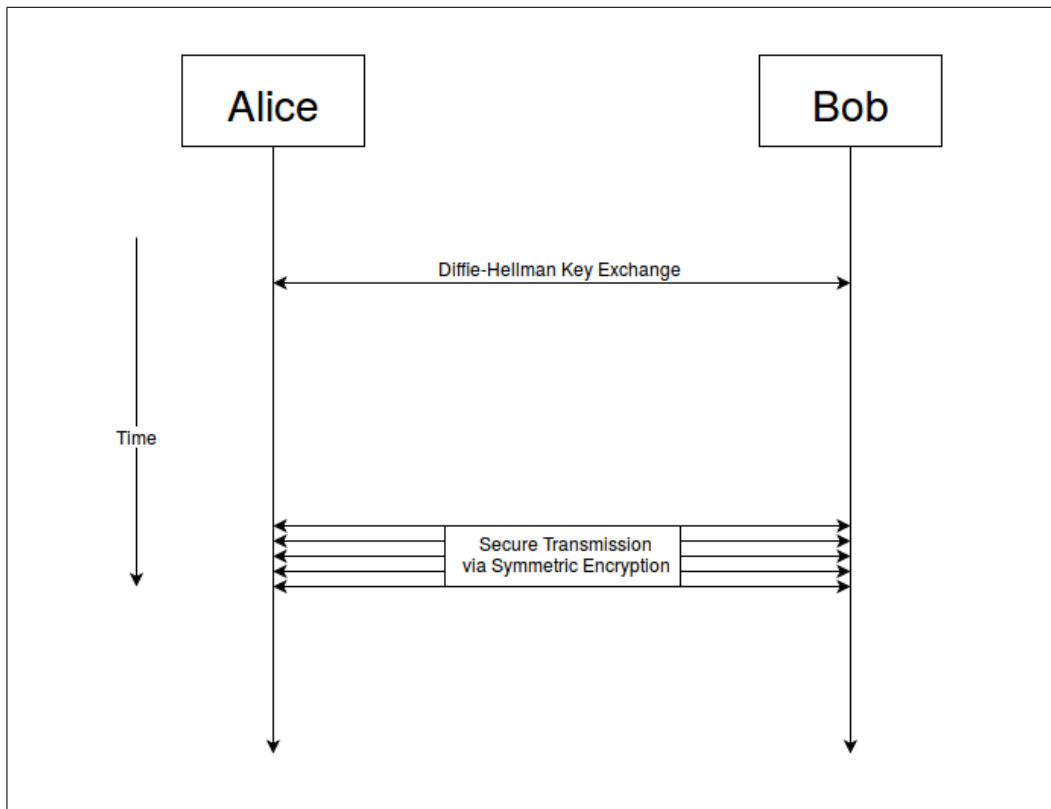 Alice
Bob
Diffie-Hellman Key Exchange
Time
Secure Transmission
via Symmetric Encryption